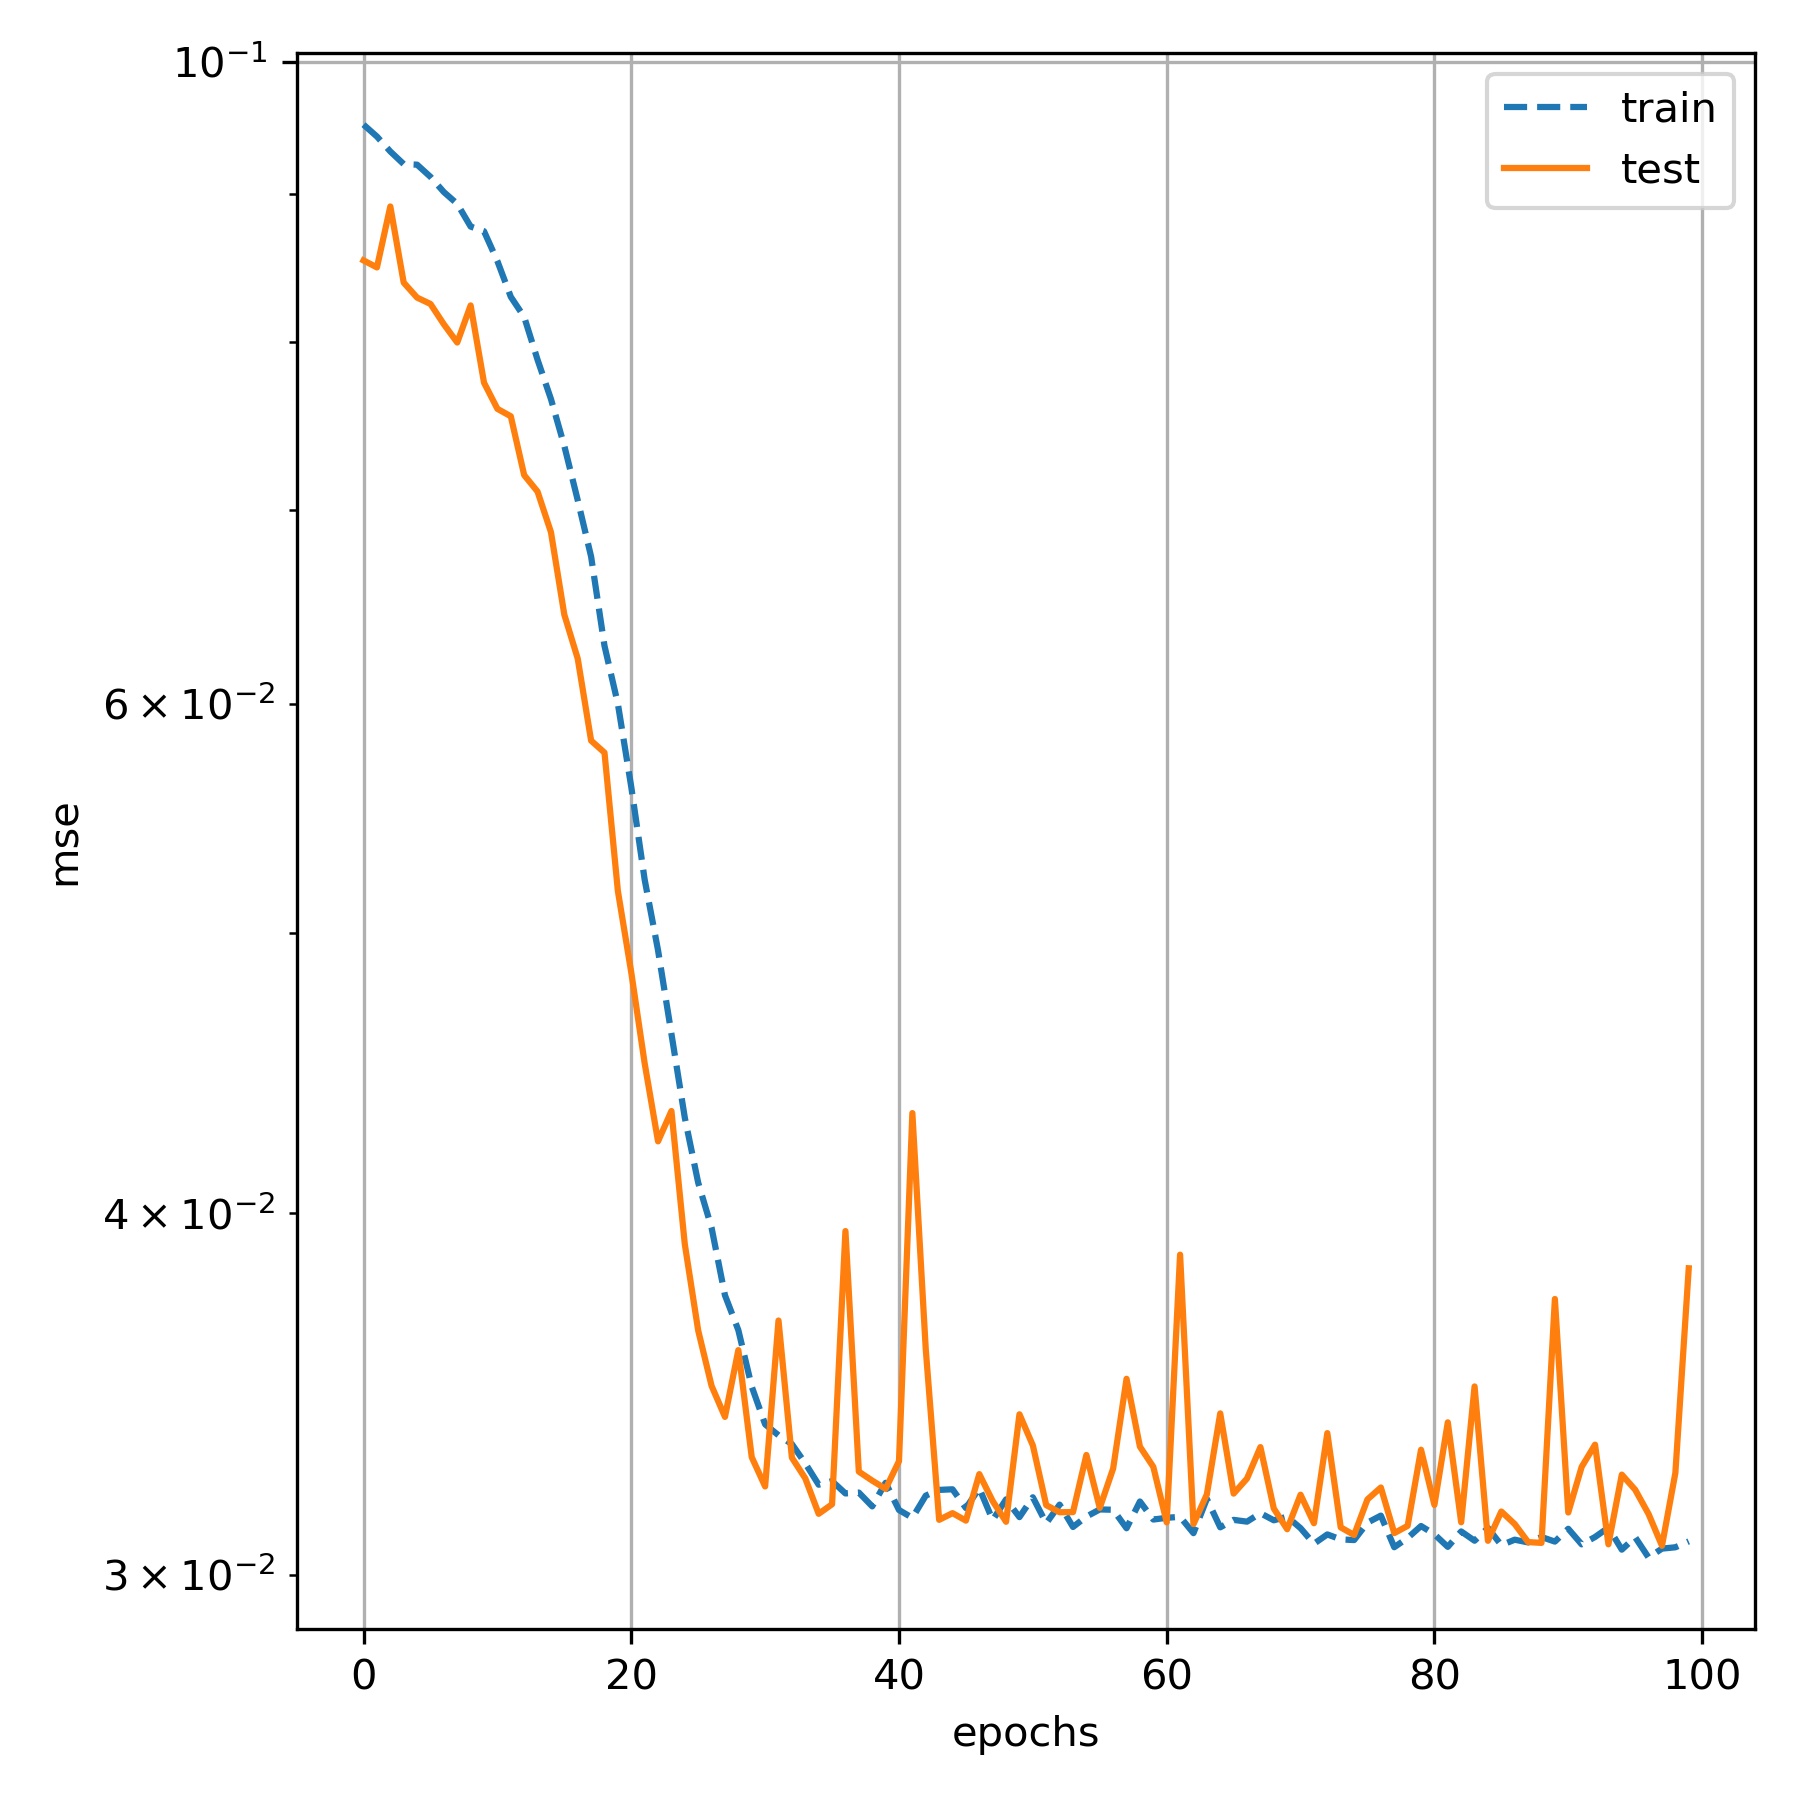 10⁻¹
train
test
6 × 10⁻²
mse
4 × 10⁻²
3 × 10⁻²
0 20 40 60 80 100
epochs